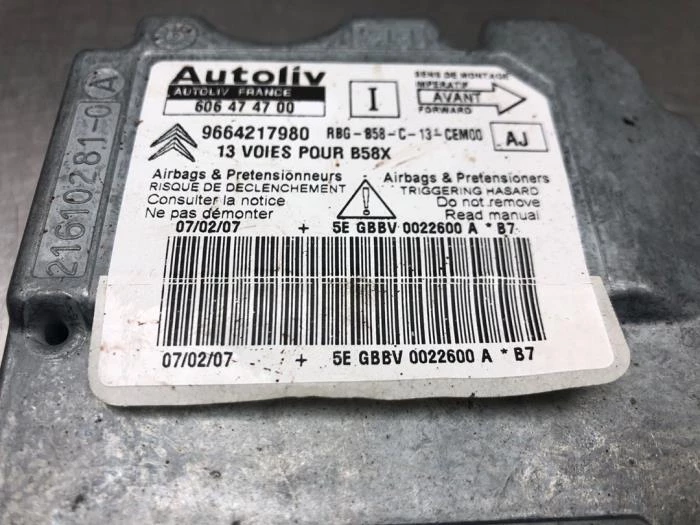 Autoliv
AUTOLIV FRANCE
606 47 47 00
I
SENS DE MONTAGE
IMPERATIF
AVANT
FORWARD
9664217980 RBG-B58-C-13-CEM00
AJ
13 VOIES POUR B58X
Airbags & Pretensionneurs
RISQUE DE DECLENCHEMENT
Consulter la notice
Ne pas démonter
Airbags & Pretensioners
TRIGGERING HASARD
Do not remove
Read manual
07/02/07 + 5E GBBV 0022600 A * B7
07/02/07 + 5E GBBV 0022600 A * B7
21610281-0 A